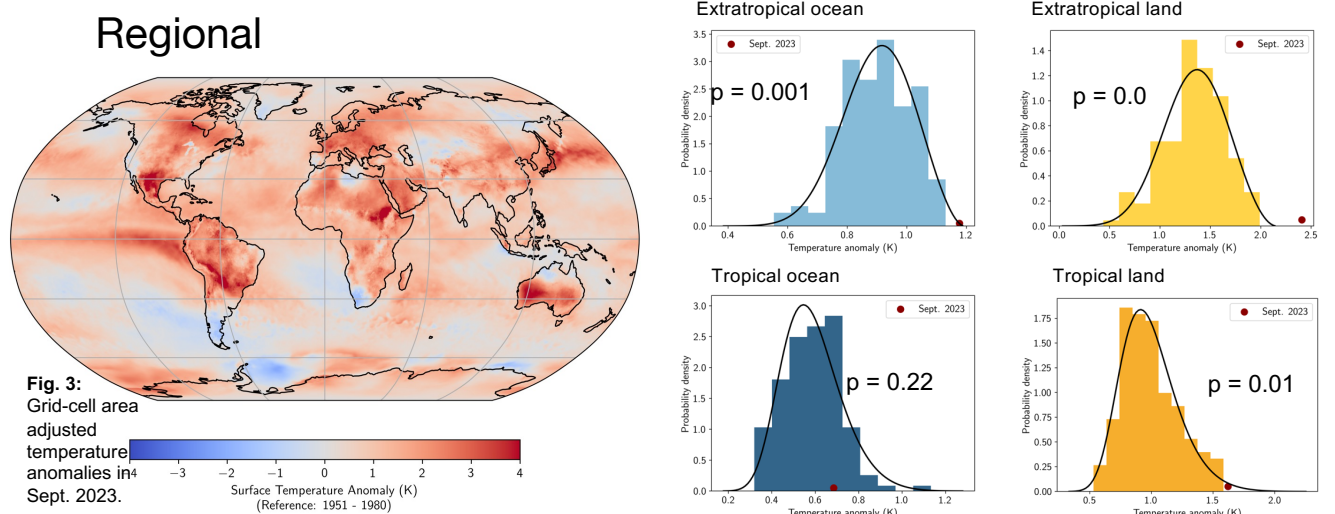 Regional
Fig. 3:
Grid-cell area
adjusted
temperature
anomalies in
Sept. 2023.
4 −3 −2 −1 0 1 2 3 4
Surface Temperature Anomaly (K)
(Reference: 1951 - 1980)
Extratropical ocean
Sept. 2023
p = 0.001
Probability density
3.5
3.0
2.5
2.0
1.5
1.0
0.5
0.0
0.4 0.6 0.8 1.0 1.2
Temperature anomaly (K)
Extratropical land
Sept. 2023
p = 0.0
Probability density
1.4
1.2
1.0
0.8
0.6
0.4
0.2
0.0
0.0 0.5 1.0 1.5 2.0 2.5
Temperature anomaly (K)
Tropical ocean
Sept. 2023
p = 0.22
Probability density
3.0
2.5
2.0
1.5
1.0
0.5
0.0
0.2 0.4 0.6 0.8 1.0 1.2
Temperature anomaly (K)
Tropical land
Sept. 2023
p = 0.01
Probability density
1.75
1.50
1.25
1.00
0.75
0.50
0.25
0.00
0.5 1.0 1.5 2.0
Temperature anomaly (K)